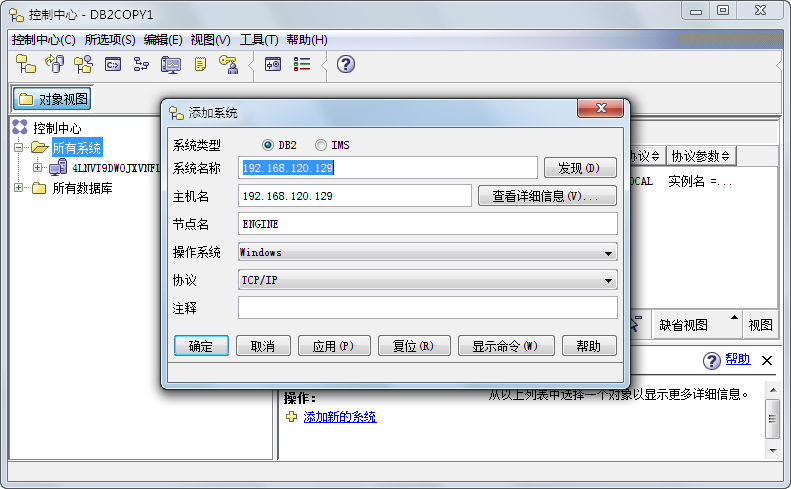 控制中心 - DB2COPY1
控制中心(C) 所选项(S) 编辑(E) 视图(V) 工具(T) 帮助(H)
对象视图
控制中心
所有系统
所有数据库
协议参数
OCAL 实例名 =...
添加系统
系统类型 DB2 IMS
系统名称 192.168.120.129 发现(D)
主机名 192.168.120.129 查看详细信息(V)...
节点名 ENGINE
操作系统 Windows
协议 TCP/IP
注释
确定 取消 应用(P) 复位(R) 显示命令(W) 帮助
缺省视图 视图
帮助
操作:
添加新的系统
从以上列表中选择一个对象以显示更多详细信息。